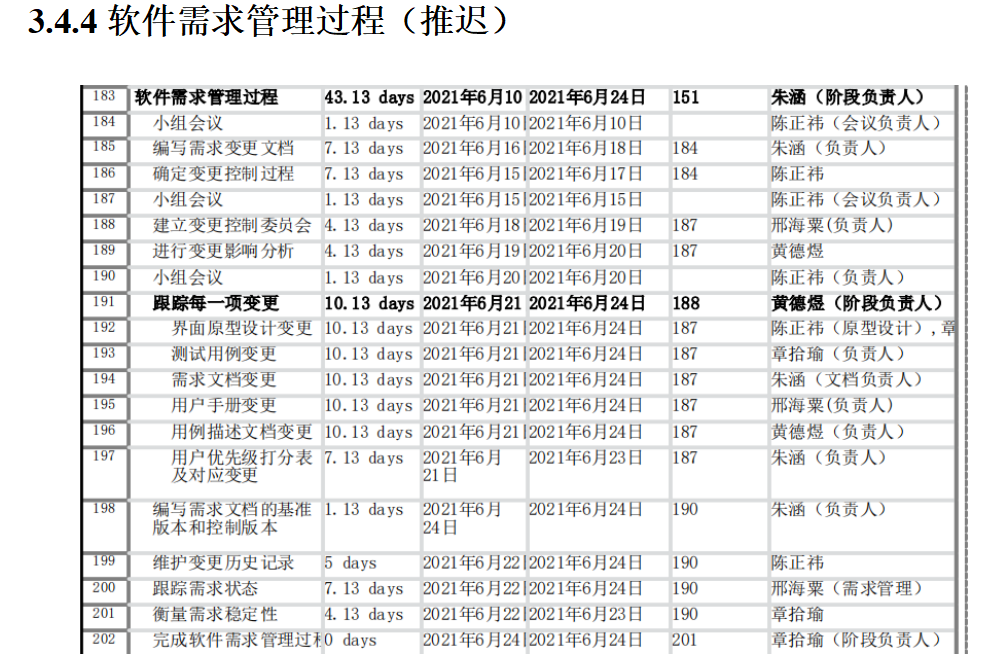 3.4.4 软件需求管理过程（推迟）
183 软件需求管理过程 43.13 days 2021年6月10 2021年6月24日 151 朱涵（阶段负责人）
184 小组会议 1.13 days 2021年6月10 2021年6月10日 陈正祎（会议负责人）
185 编写需求变更文档 7.13 days 2021年6月16 2021年6月18日 184 朱涵（负责人）
186 确定变更控制过程 7.13 days 2021年6月15 2021年6月17日 184 陈正祎
187 小组会议 1.13 days 2021年6月15 2021年6月15日 陈正祎（会议负责人）
188 建立变更控制委员会 4.13 days 2021年6月18 2021年6月19日 187 邢海粟(负责人)
189 进行变更影响分析 4.13 days 2021年6月19 2021年6月20日 187 黄德煜
190 小组会议 1.13 days 2021年6月20 2021年6月20日 陈正祎（负责人）
191 跟踪每一项变更 10.13 days 2021年6月21 2021年6月24日 188 黄德煜（阶段负责人）
192 界面原型设计变更 10.13 days 2021年6月21 2021年6月24日 187 陈正祎（原型设计）,章
193 测试用例变更 10.13 days 2021年6月21 2021年6月24日 187 章拾瑜（负责人）
194 需求文档变更 10.13 days 2021年6月21 2021年6月24日 187 朱涵（文档负责人）
195 用户手册变更 10.13 days 2021年6月21 2021年6月24日 187 邢海粟(负责人)
196 用例描述文档变更 10.13 days 2021年6月21 2021年6月24日 187 黄德煜（负责人）
197 用户优先级打分表 7.13 days 2021年6月 2021年6月23日 187 朱涵（负责人）
及对应变更 21日
198 编写需求文档的基准 1.13 days 2021年6月 2021年6月24日 190 朱涵（负责人）
版本和控制版本 24日
199 维护变更历史记录 5 days 2021年6月22 2021年6月24日 190 陈正祎
200 跟踪需求状态 7.13 days 2021年6月22 2021年6月24日 190 邢海粟（需求管理）
201 衡量需求稳定性 4.13 days 2021年6月22 2021年6月23日 190 章拾瑜
202 完成软件需求管理过程 0 days 2021年6月24 2021年6月24日 201 章拾瑜（阶段负责人）